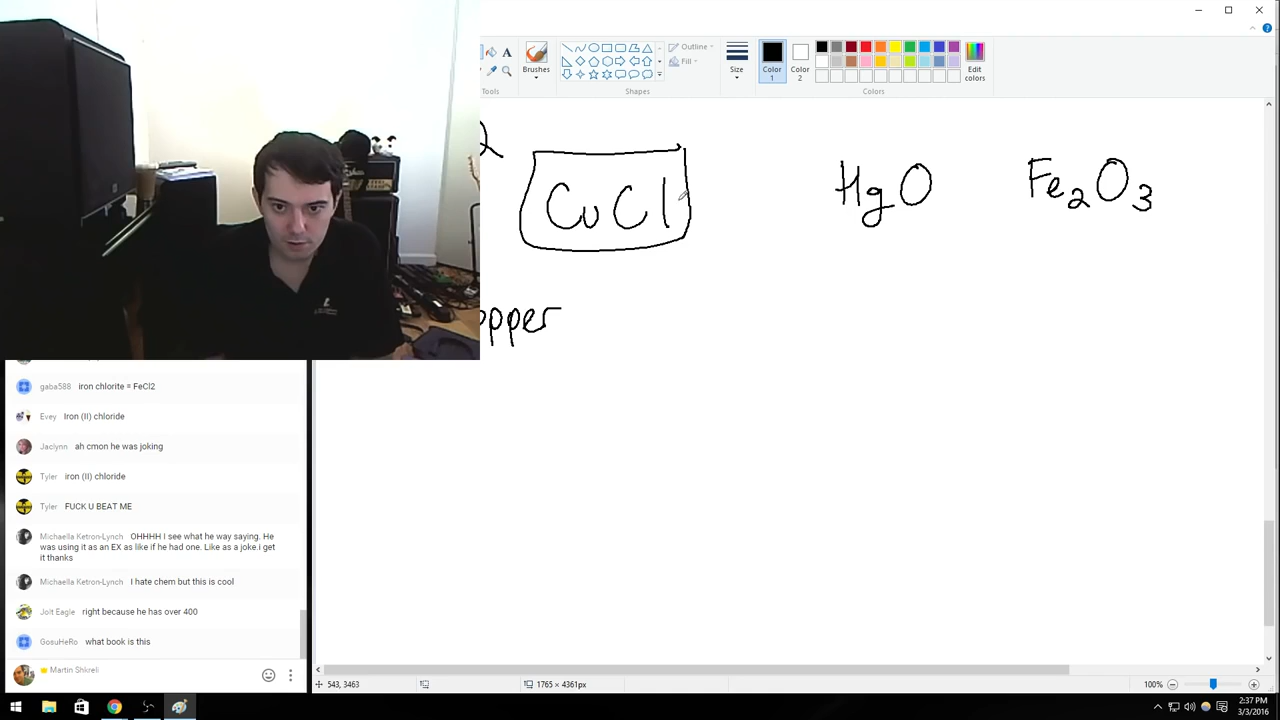 Tools
A
Brushes
Shapes
Outline
Fill
Size
Color 1
Color 2
Edit colors
Colors
2
CuCl
HgO
Fe2O3
opper
gaba588 iron chlorite = FeCl2
Evey Iron (II) chloride
Jaclynn ah cmon he was joking
Tyler iron (II) chloride
Tyler FUCK U BEAT ME
Michaella Ketron-Lynch OHHHH I see what he way saying. He
was using it as an EX as like if he had one. Like as a joke.i get
it thanks
Michaella Ketron-Lynch I hate chem but this is cool
Jolt Eagle right because he has over 400
GosuHeRo what book is this
Martin Shkreli
543, 3463
1765 × 4361px
100%
2:37 PM
3/3/2016